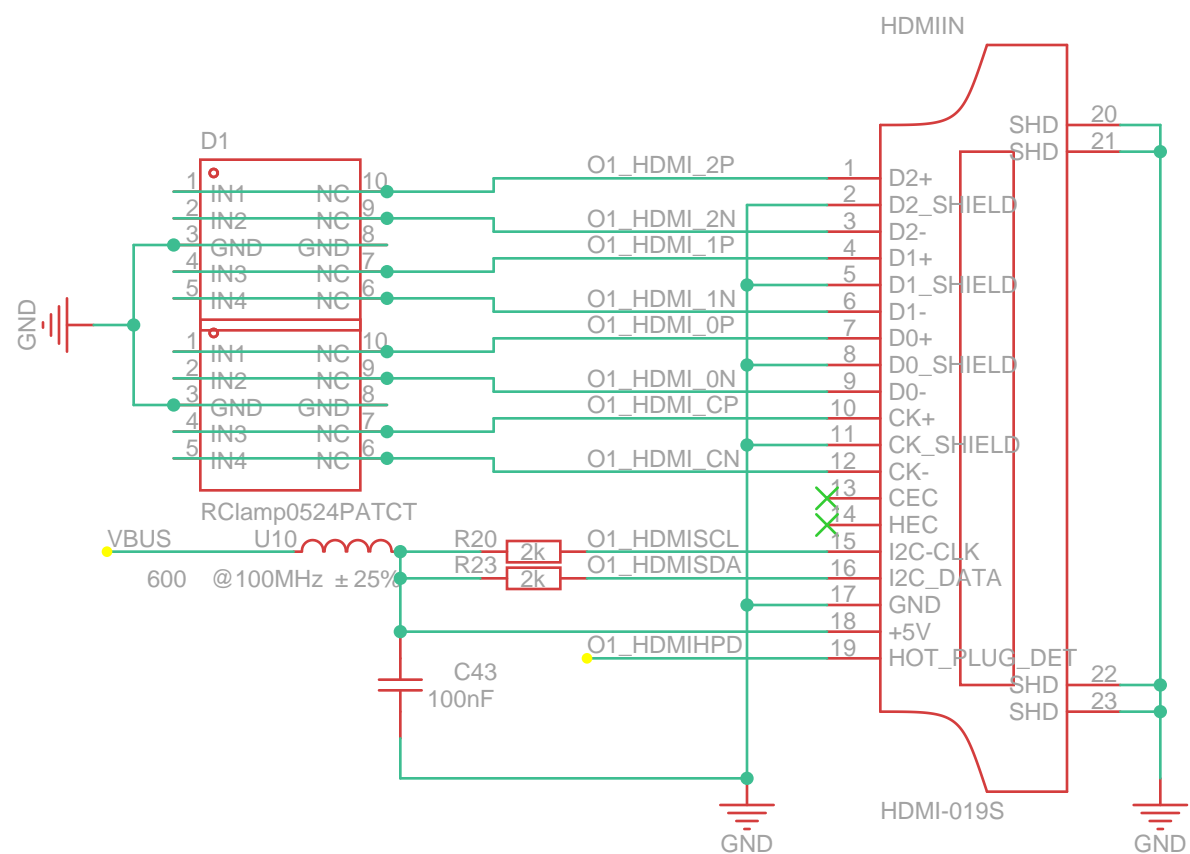 HDMIIN
D1
1 IN1 NC 10
2 IN2 NC 9
3 GND GND 8
4 IN3 NC 7
5 IN4 NC 6
1 IN1 NC 10
2 IN2 NC 9
3 GND GND 8
4 IN3 NC 7
5 IN4 NC 6
RClamp0524PATCT
GND
O1_HDMI_2P
O1_HDMI_2N
O1_HDMI_1P
O1_HDMI_1N
O1_HDMI_0P
O1_HDMI_0N
O1_HDMI_CP
O1_HDMI_CN
VBUS
U10
600 @100MHz ±25%
R20
2k
O1_HDMISCL
R23
2k
O1_HDMISDA
O1_HDMIHPD
C43
100nF
1 D2+
2 D2_SHIELD
3 D2-
4 D1+
5 D1_SHIELD
6 D1-
7 D0+
8 D0_SHIELD
9 D0-
10 CK+
11 CK_SHIELD
12 CK-
13 CEC
14 HEC
15 I2C-CLK
16 I2C_DATA
17 GND
18 +5V
19 HOT_PLUG_DET
SHD 20
SHD 21
SHD 22
SHD 23
HDMI-019S
GND
GND